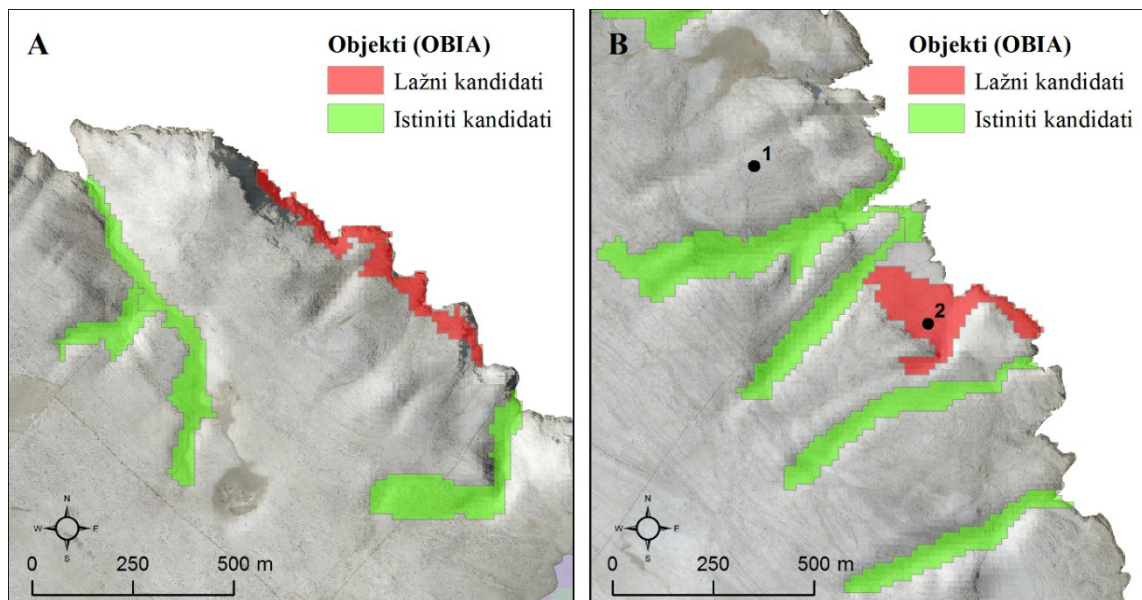 A
Objekti (OBIA)
Lažni kandidati
Istiniti kandidati
N
W E
S
0 250 500 m
B
Objekti (OBIA)
Lažni kandidati
Istiniti kandidati
1
2
N
W E
S
0 250 500 m